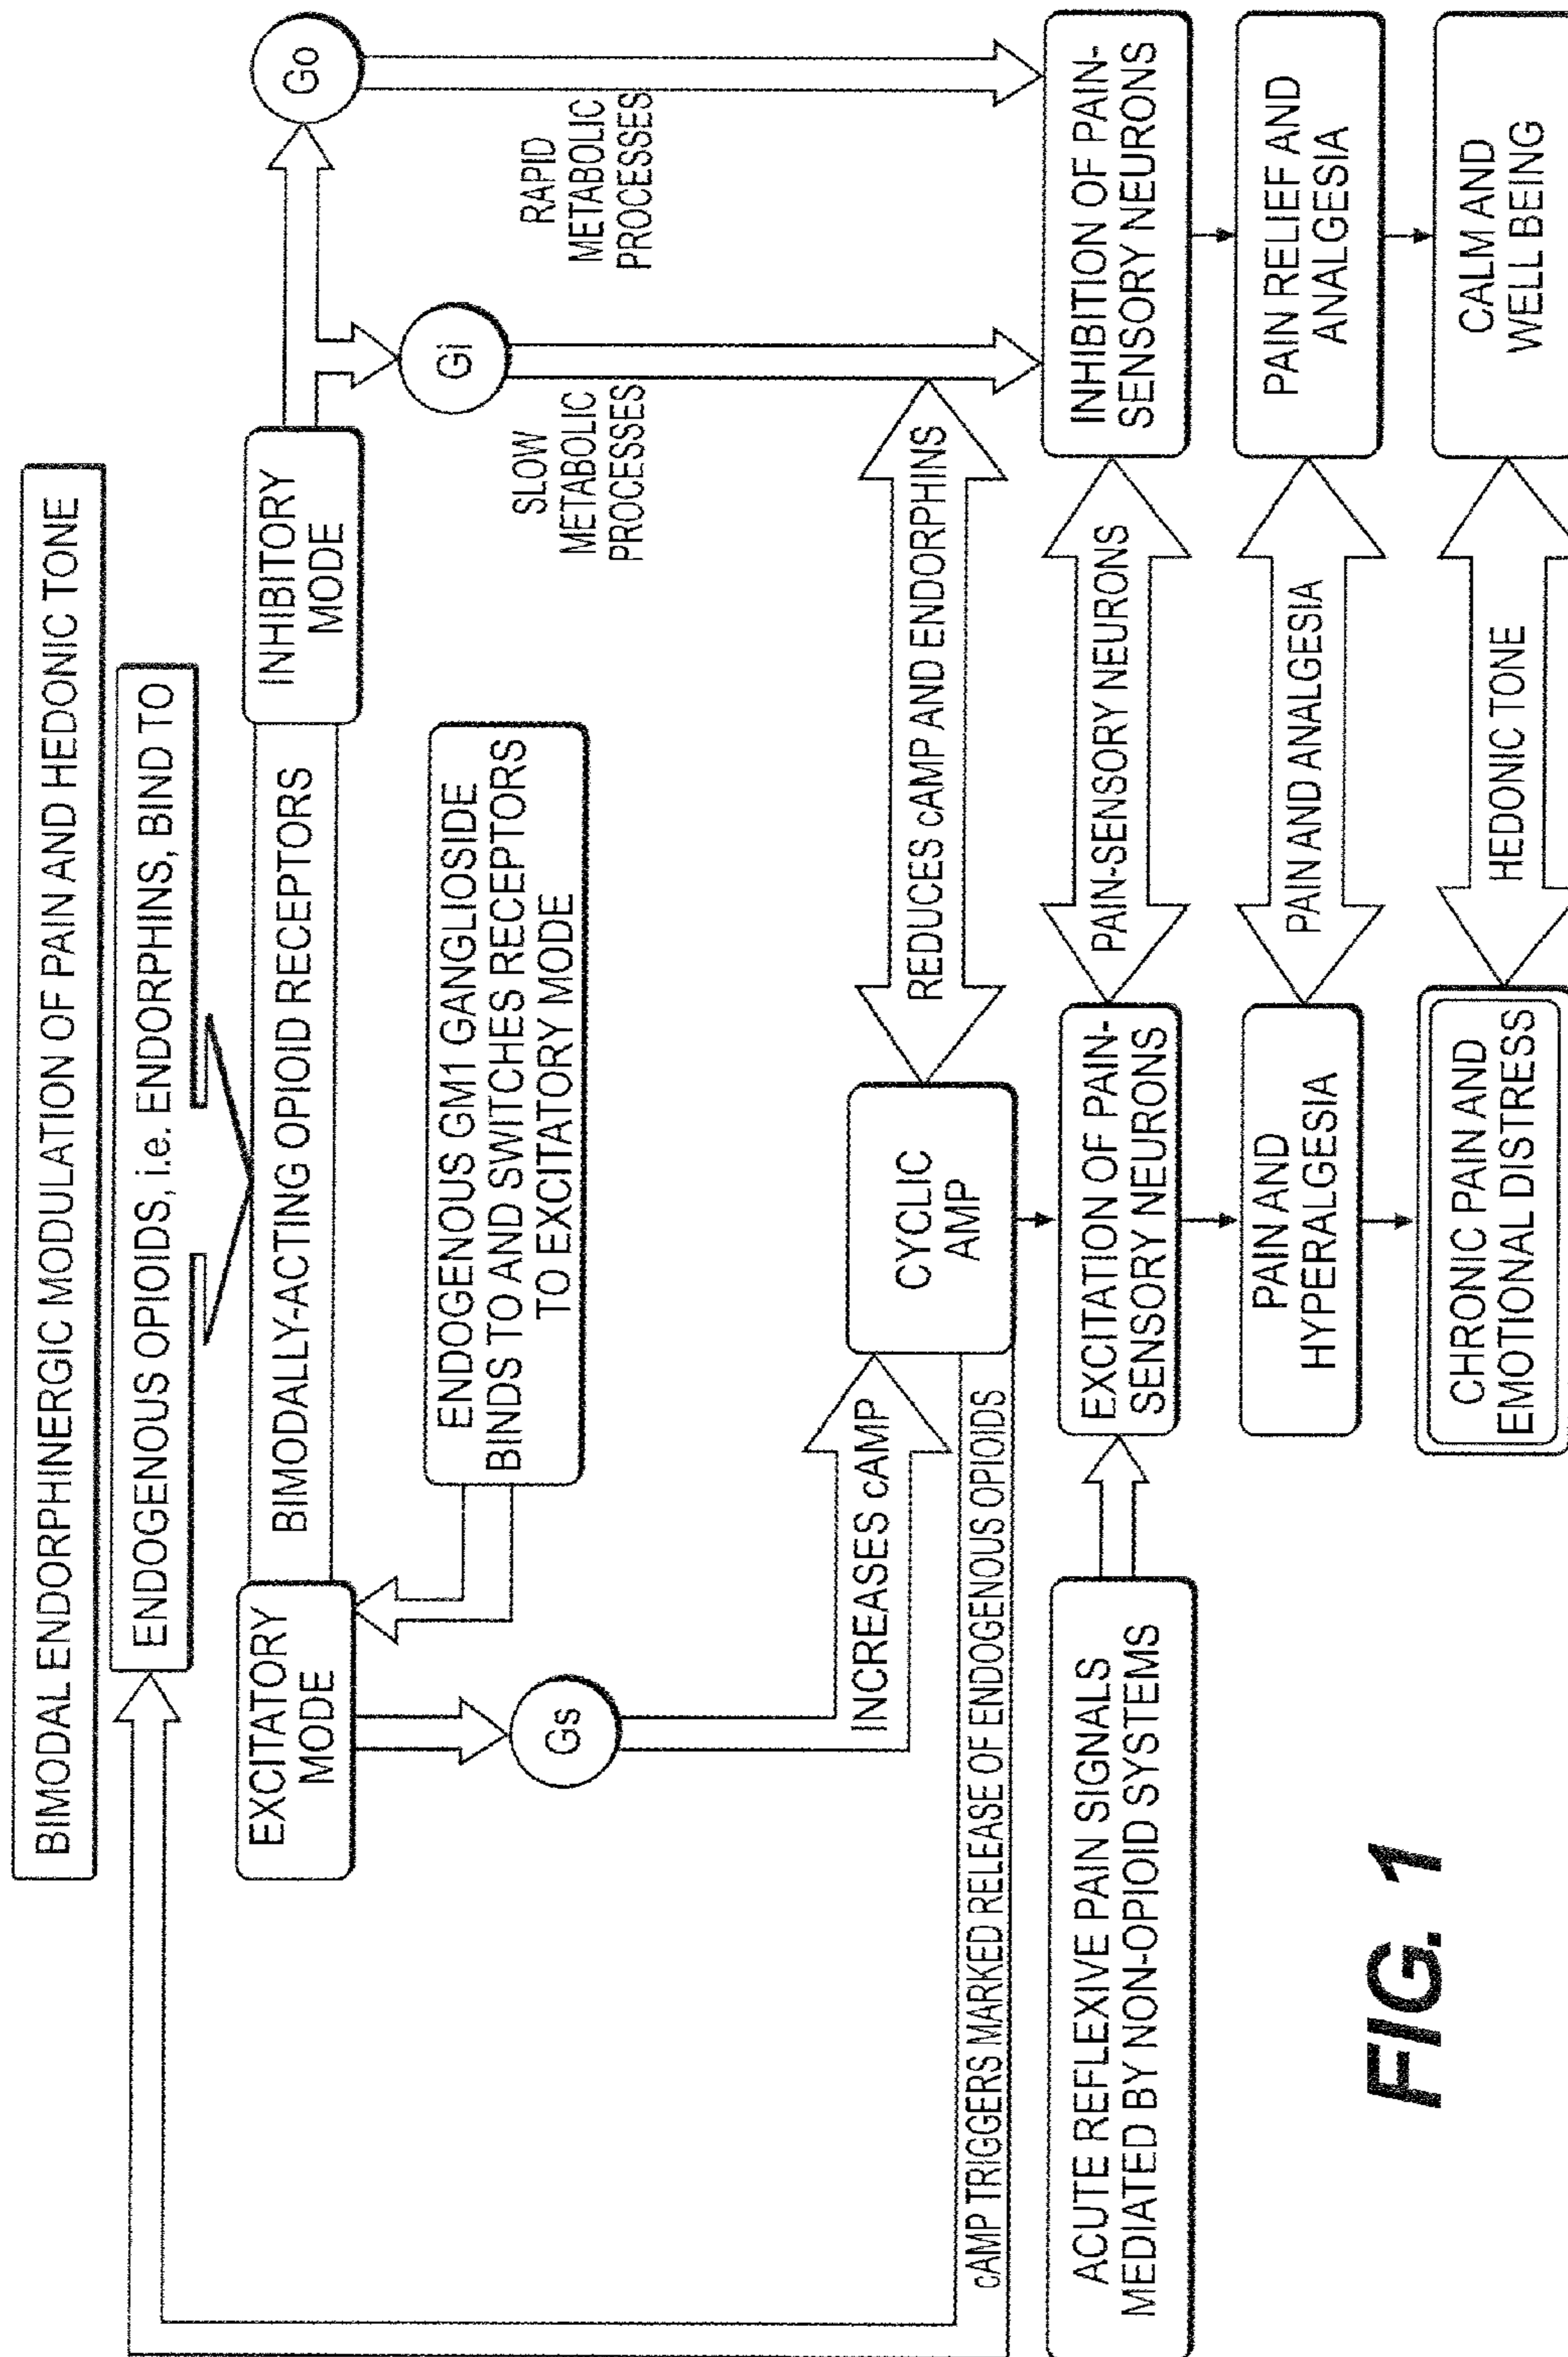 BIMODAL ENDORPHINERGIC MODULATION OF PAIN AND HEDONIC TONE
ENDOGENOUS OPIOIDS, i.e. ENDORPHINS, BIND TO
EXCITATORY
MODE
BIMODALLY-ACTING OPIOID RECEPTORS
INHIBITORY
MODE
Go
Gi
Gs
ENDOGENOUS GM1 GANGLIOSIDE
BINDS TO AND SWITCHES RECEPTORS
TO EXCITATORY MODE
SLOW
METABOLIC
PROCESSES
RAPID
METABOLIC
PROCESSES
INCREASES cAMP
CYCLIC
AMP
REDUCES cAMP AND ENDORPHINS
cAMP TRIGGERS MARKED RELEASE OF ENDOGENOUS OPIOIDS
ACUTE REFLEXIVE PAIN SIGNALS
MEDIATED BY NON-OPIOID SYSTEMS
EXCITATION OF PAIN-
SENSORY NEURONS
PAIN-SENSORY NEURONS
INHIBITION OF PAIN-
SENSORY NEURONS
PAIN AND
HYPERALGESIA
PAIN AND ANALGESIA
PAIN RELIEF AND
ANALGESIA
CHRONIC PAIN AND
EMOTIONAL DISTRESS
HEDONIC TONE
CALM AND
WELL BEING
FIG. 1